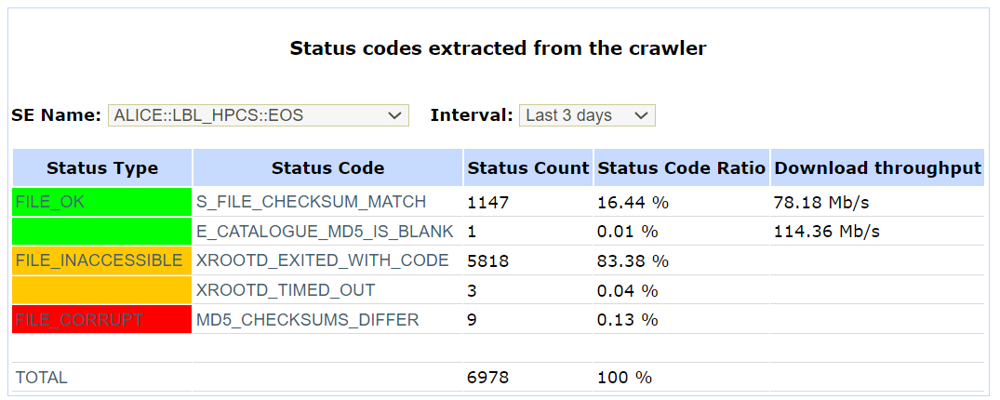 Status codes extracted from the crawler
SE Name: ALICE::LBL_HPCS::EOS Interval: Last 3 days
Status Type Status Code Status Count Status Code Ratio Download throughput
FILE_OK S_FILE_CHECKSUM_MATCH 1147 16.44 % 78.18 Mb/s
E_CATALOGUE_MD5_IS_BLANK 1 0.01 % 114.36 Mb/s
FILE_INACCESSIBLE XROOTD_EXITED_WITH_CODE 5818 83.38 %
XROOTD_TIMED_OUT 3 0.04 %
FILE_CORRUPT MD5_CHECKSUMS_DIFFER 9 0.13 %
TOTAL 6978 100 %